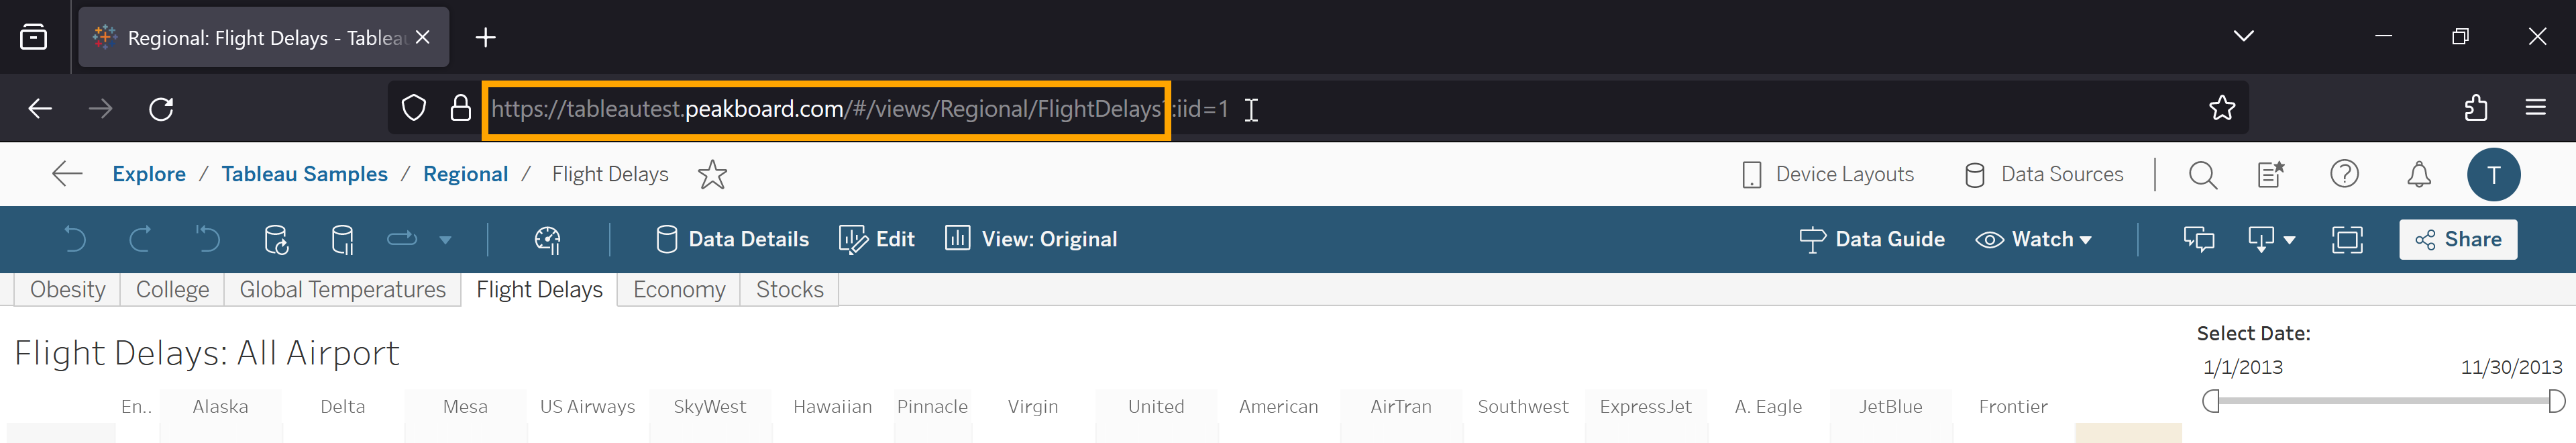 Regional: Flight Delays - Tablea
https://tableautest.peakboard.com/#/views/Regional/FlightDelays?:iid=1
Explore / Tableau Samples / Regional / Flight Delays Device Layouts Data Sources T
Data Details Edit View: Original Data Guide Watch Share
Obesity College Global Temperatures Flight Delays Economy Stocks
Select Date:
Flight Delays: All Airport
1/1/2013 11/30/2013
En.. Alaska Delta Mesa US Airways SkyWest Hawaiian Pinnacle Virgin United American AirTran Southwest ExpressJet A. Eagle JetBlue Frontier